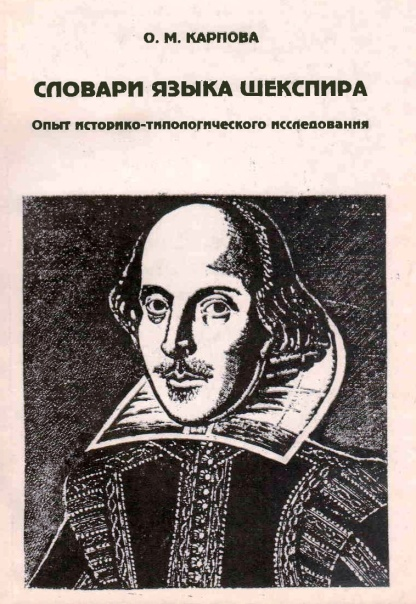 О. М. КАРПОВА
СЛОВАРИ ЯЗЫКА ШЕКСПИРА
Опыт историко-типологического исследования